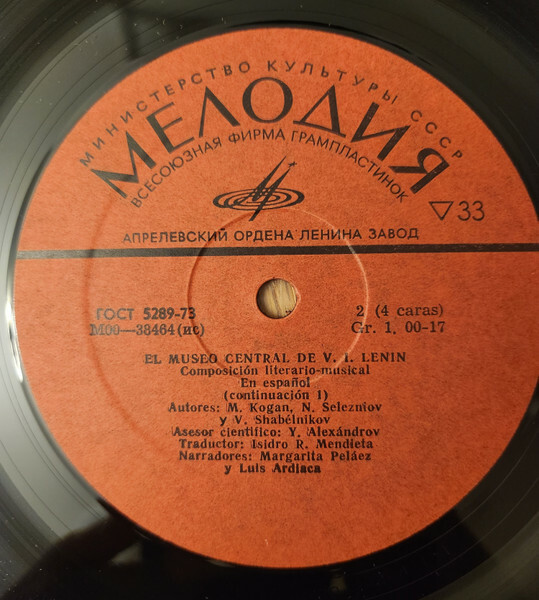 МИНИСТЕРСТВО КУЛЬТУРЫ СССР
МЕЛОДИЯ
ВСЕСОЮЗНАЯ ФИРМА ГРАМПЛАСТИНОК
▽33
АПРЕЛЕВСКИЙ ОРДЕНА ЛЕНИНА ЗАВОД
ГОСТ 5289-73
М00—38464(ис)
2 (4 caras)
Gr. 1. 00-17
EL MUSEO CENTRAL DE V. I. LENIN
Composición literario-musical
En español
(continuación 1)
Autores: M. Kogan, N. Selezniov
y V. Shabélnikov
Asesor científico: Y. Alexándrov
Traductor: Isidro R. Mendieta
Narradores: Margarita Peláez
y Luis Ardiaca